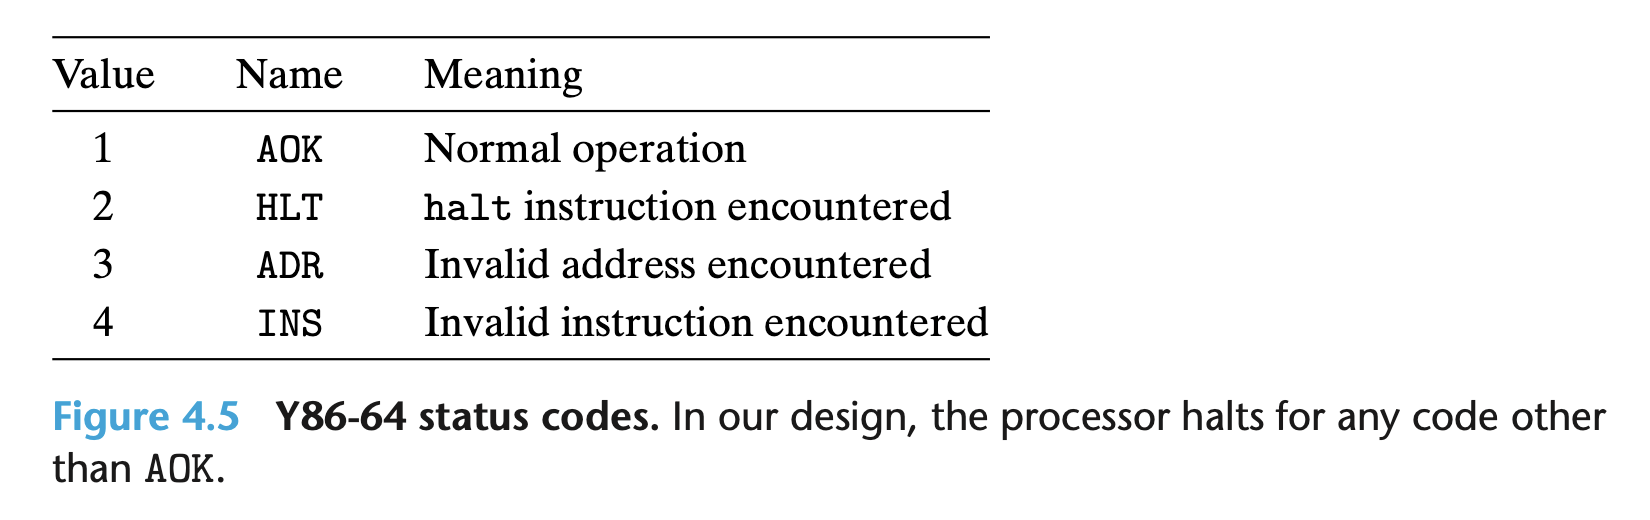 Value Name Meaning
1 AOK Normal operation
2 HLT halt instruction encountered
3 ADR Invalid address encountered
4 INS Invalid instruction encountered
Figure 4.5 Y86-64 status codes. In our design, the processor halts for any code other
than AOK.